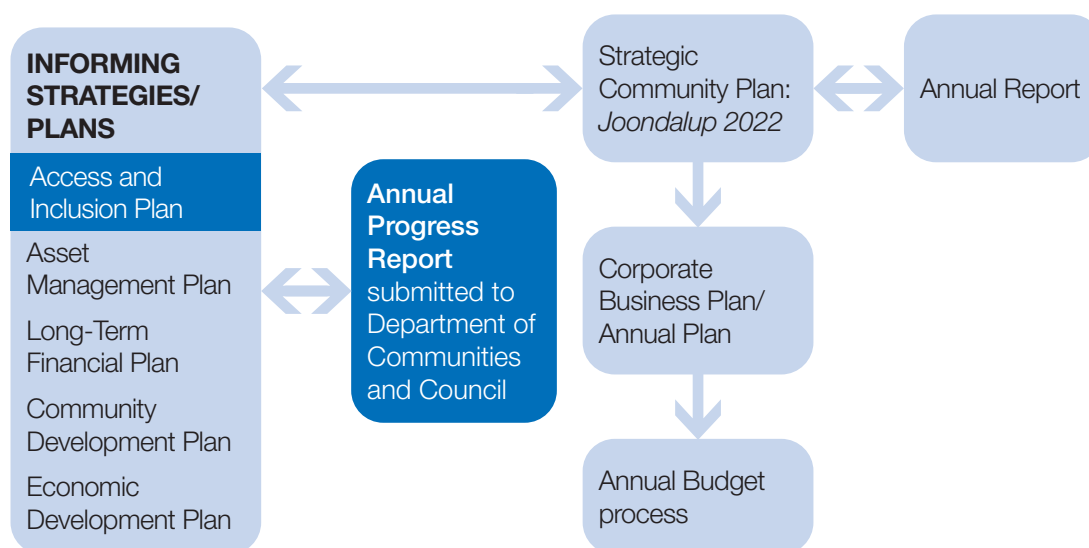 INFORMING
STRATEGIES/
PLANS
Access and
Inclusion Plan
Asset
Management Plan
Long-Term
Financial Plan
Community
Development Plan
Economic
Development Plan
Annual
Progress
Report
submitted to
Department of
Communities
and Council
Strategic
Community Plan:
Joondalup 2022
Annual Report
Corporate
Business Plan/
Annual Plan
Annual Budget
process